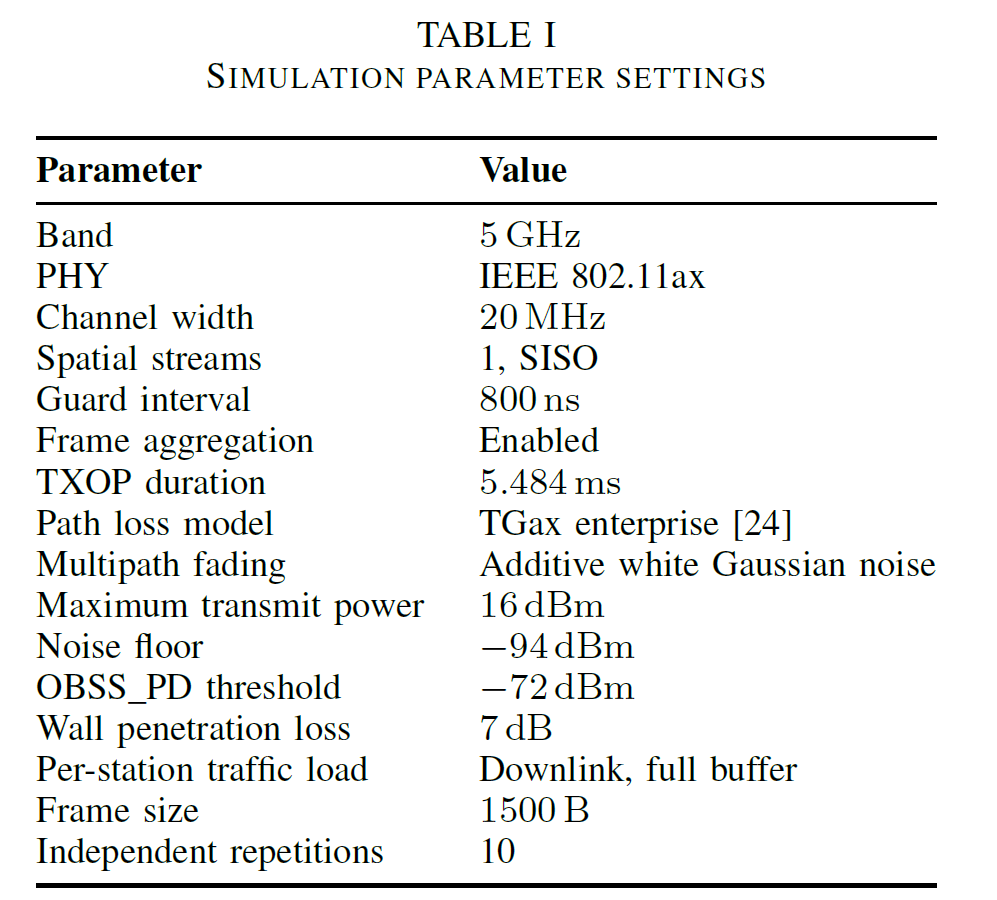 TABLE I
SIMULATION PARAMETER SETTINGS
Parameter Value
Band 5 GHz
PHY IEEE 802.11ax
Channel width 20 MHz
Spatial streams 1, SISO
Guard interval 800 ns
Frame aggregation Enabled
TXOP duration 5.484 ms
Path loss model TGax enterprise [24]
Multipath fading Additive white Gaussian noise
Maximum transmit power 16 dBm
Noise floor −94 dBm
OBSS_PD threshold −72 dBm
Wall penetration loss 7 dB
Per-station traffic load Downlink, full buffer
Frame size 1500 B
Independent repetitions 10